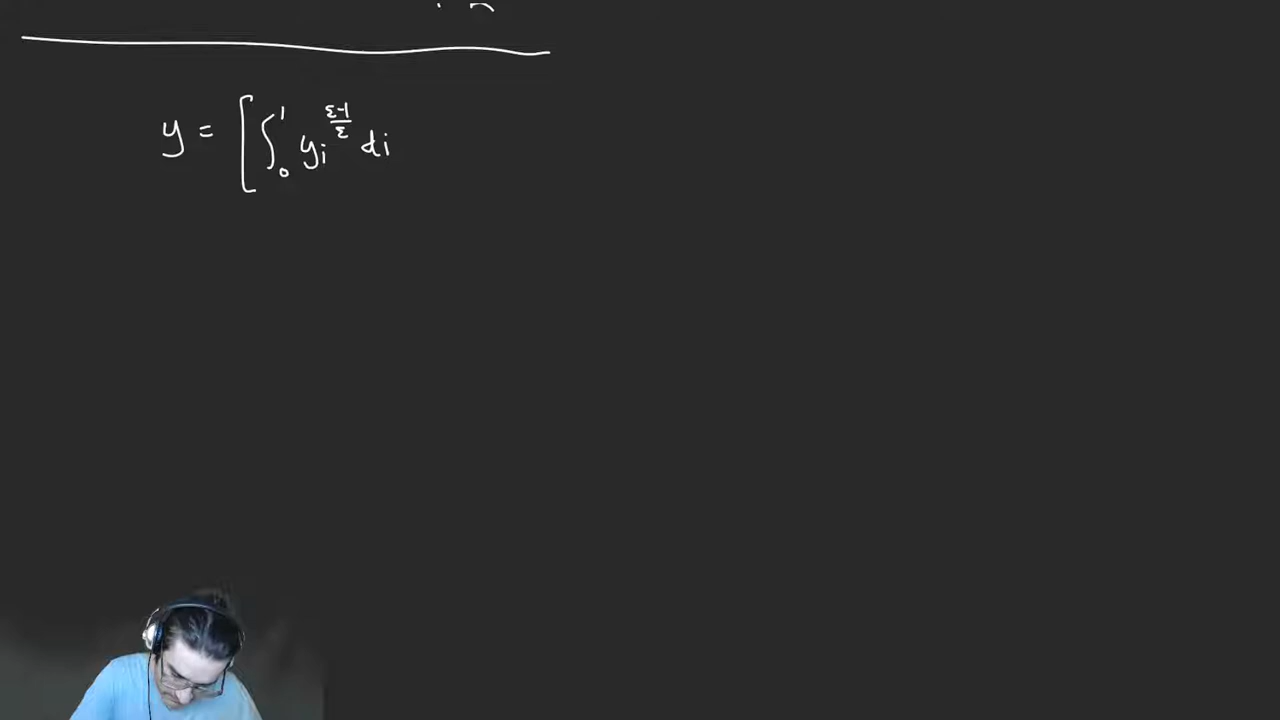 y = [ ∫₀¹ yᵢ^((ε-1)/ε) di